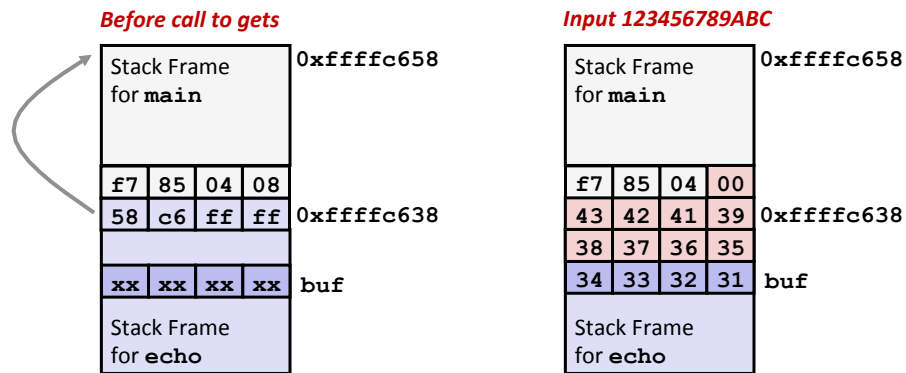 Before call to gets
Stack Frame
for main
0xffffc658
f7 85 04 08
58 c6 ff ff
0xffffc638
xx xx xx xx
buf
Stack Frame
for echo
Input 123456789ABC
Stack Frame
for main
0xffffc658
f7 85 04 00
43 42 41 39
0xffffc638
38 37 36 35
34 33 32 31
buf
Stack Frame
for echo